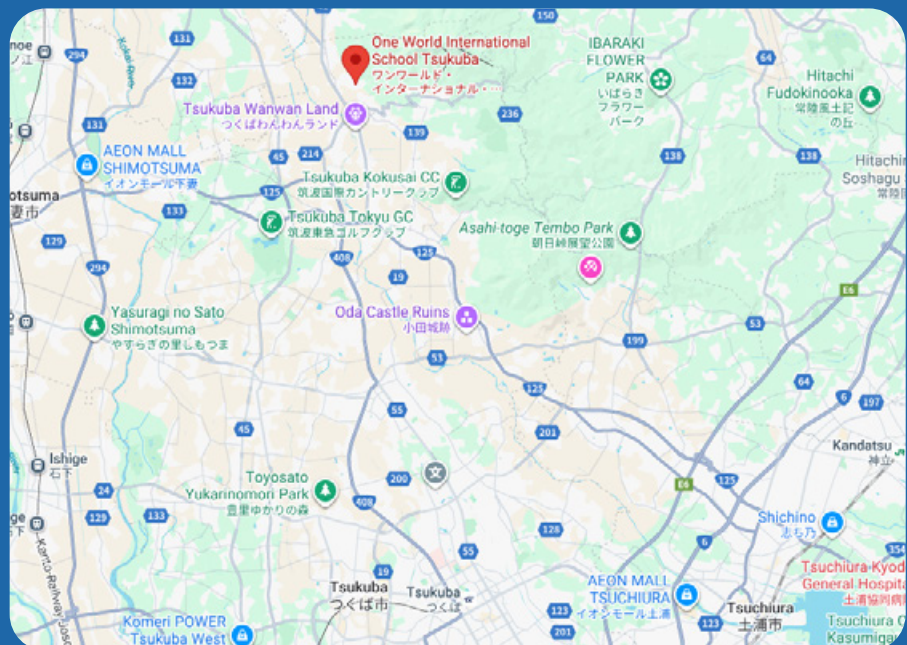 150
One World International
School Tsukuba
ワンワールド・
インターナショナル・…
IBARAKI
FLOWER
PARK
いばらき
フラワー
パーク
Hitachi
Fudokinooka
常陸風土記
の丘
294
131
132
64
Tsukuba Wanwan Land
つくばわんわんランド
236
131
139
AEON MALL
SHIMOTSUMA
イオンモール下妻
45
214
138
138
Tsukuba Kokusai CC
筑波国際カントリークラブ
125
133
Tsukuba Tokyu GC
筑波東急ゴルフクラブ
Asahi toge Tembo Park
朝日峠展望公園
129
125
408
294
19
E6
Yasuragi no Sato
Shimotsuma
やすらぎの里しもつま
Oda Castle Ruins
小田城跡
53
199
53
125
64
6
197
55
45
201
Kandatsu
神立
Ishige
石下
Toyosato
Yukarinomori Park
豊里ゆかりの森
200
文
E6
125
24
408
129
133
128
Shichino
志ち乃
6
354
55
19
Tsuchiura Kyod
General Hospita
土浦協同病
Tsukuba
つくば市
Tsukuba
つくば
AEON MALL
TSUCHIURA
イオンモール土浦
123
Tsuchiura
土浦市
123
201
Komeri POWER
Tsukuba West
Tsuchiura O
Kasumiga